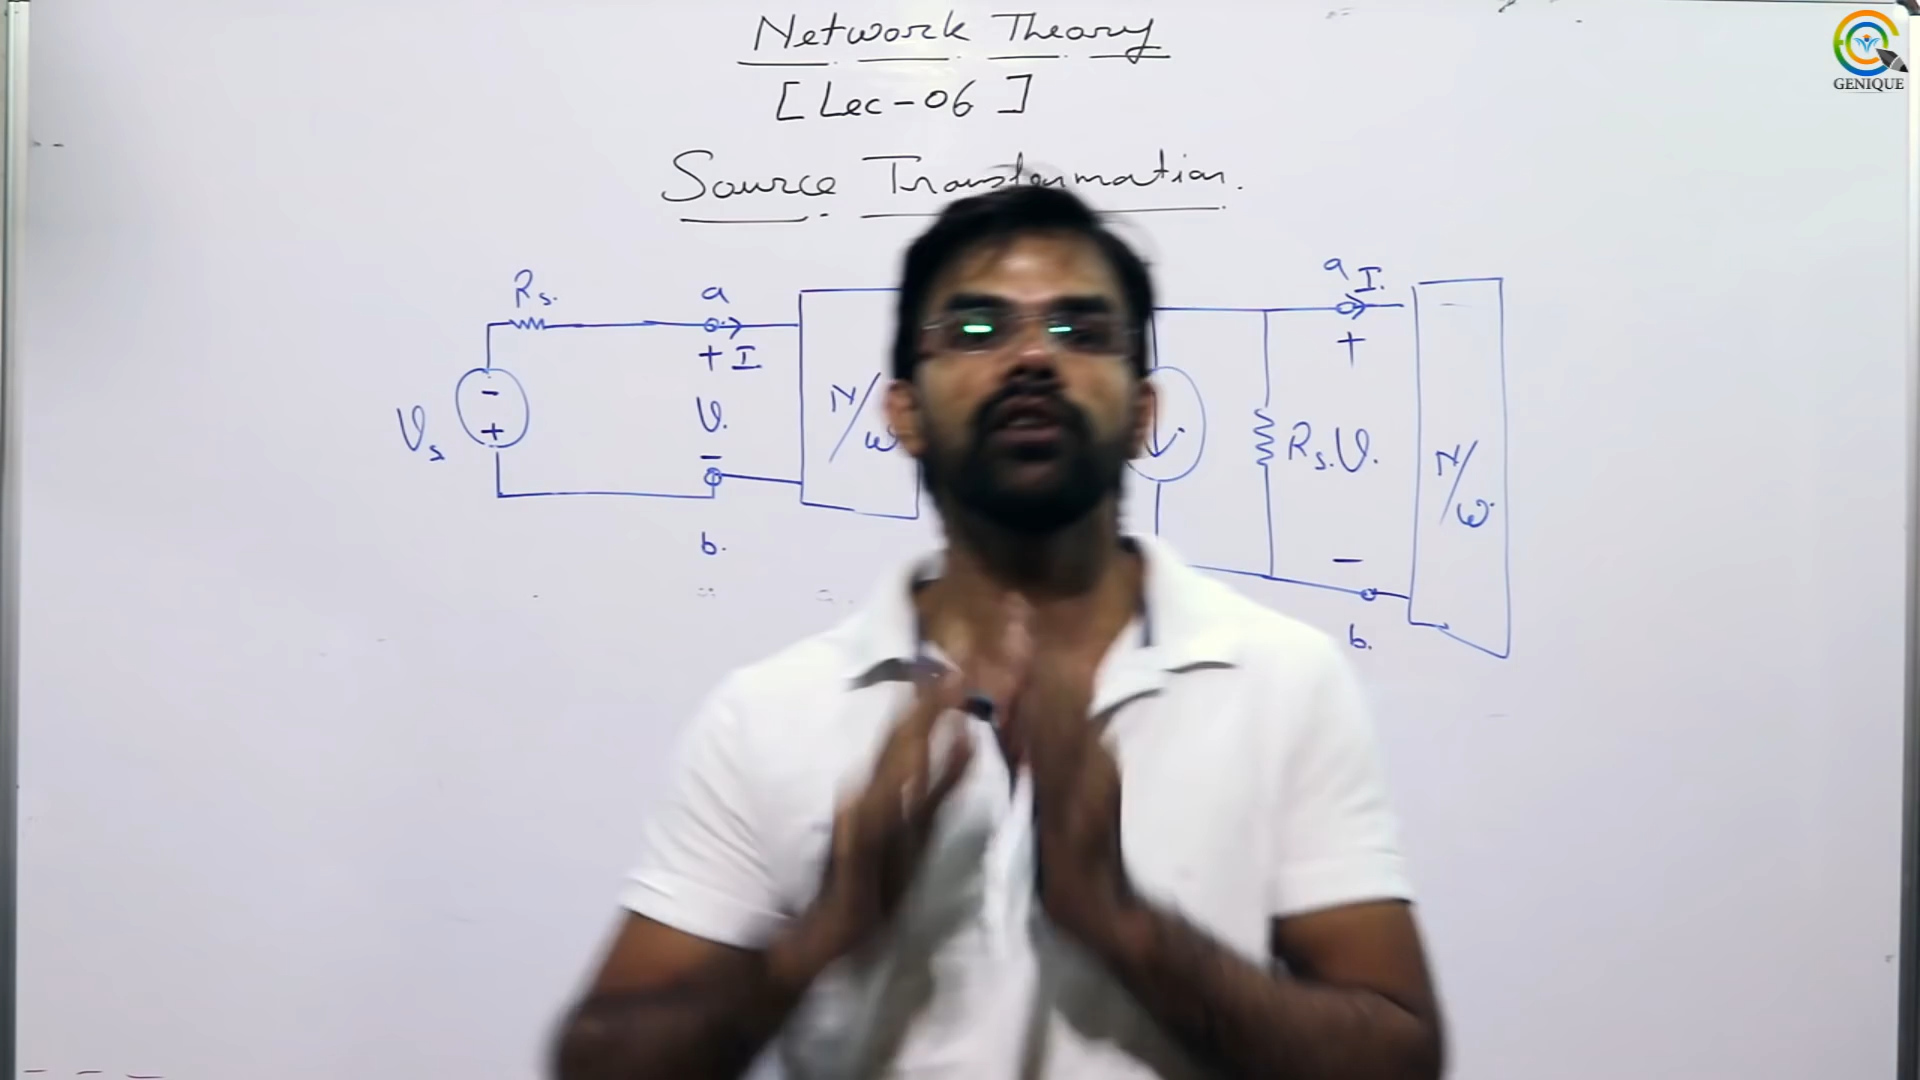 Network Theory
[Lec-06]
Source Transformation.
GENIQUE
Rs.
a
+ I
- +
Vs
V.
-
b.
N/w
a I.
+
Rs. V.
-
b.
N/w.